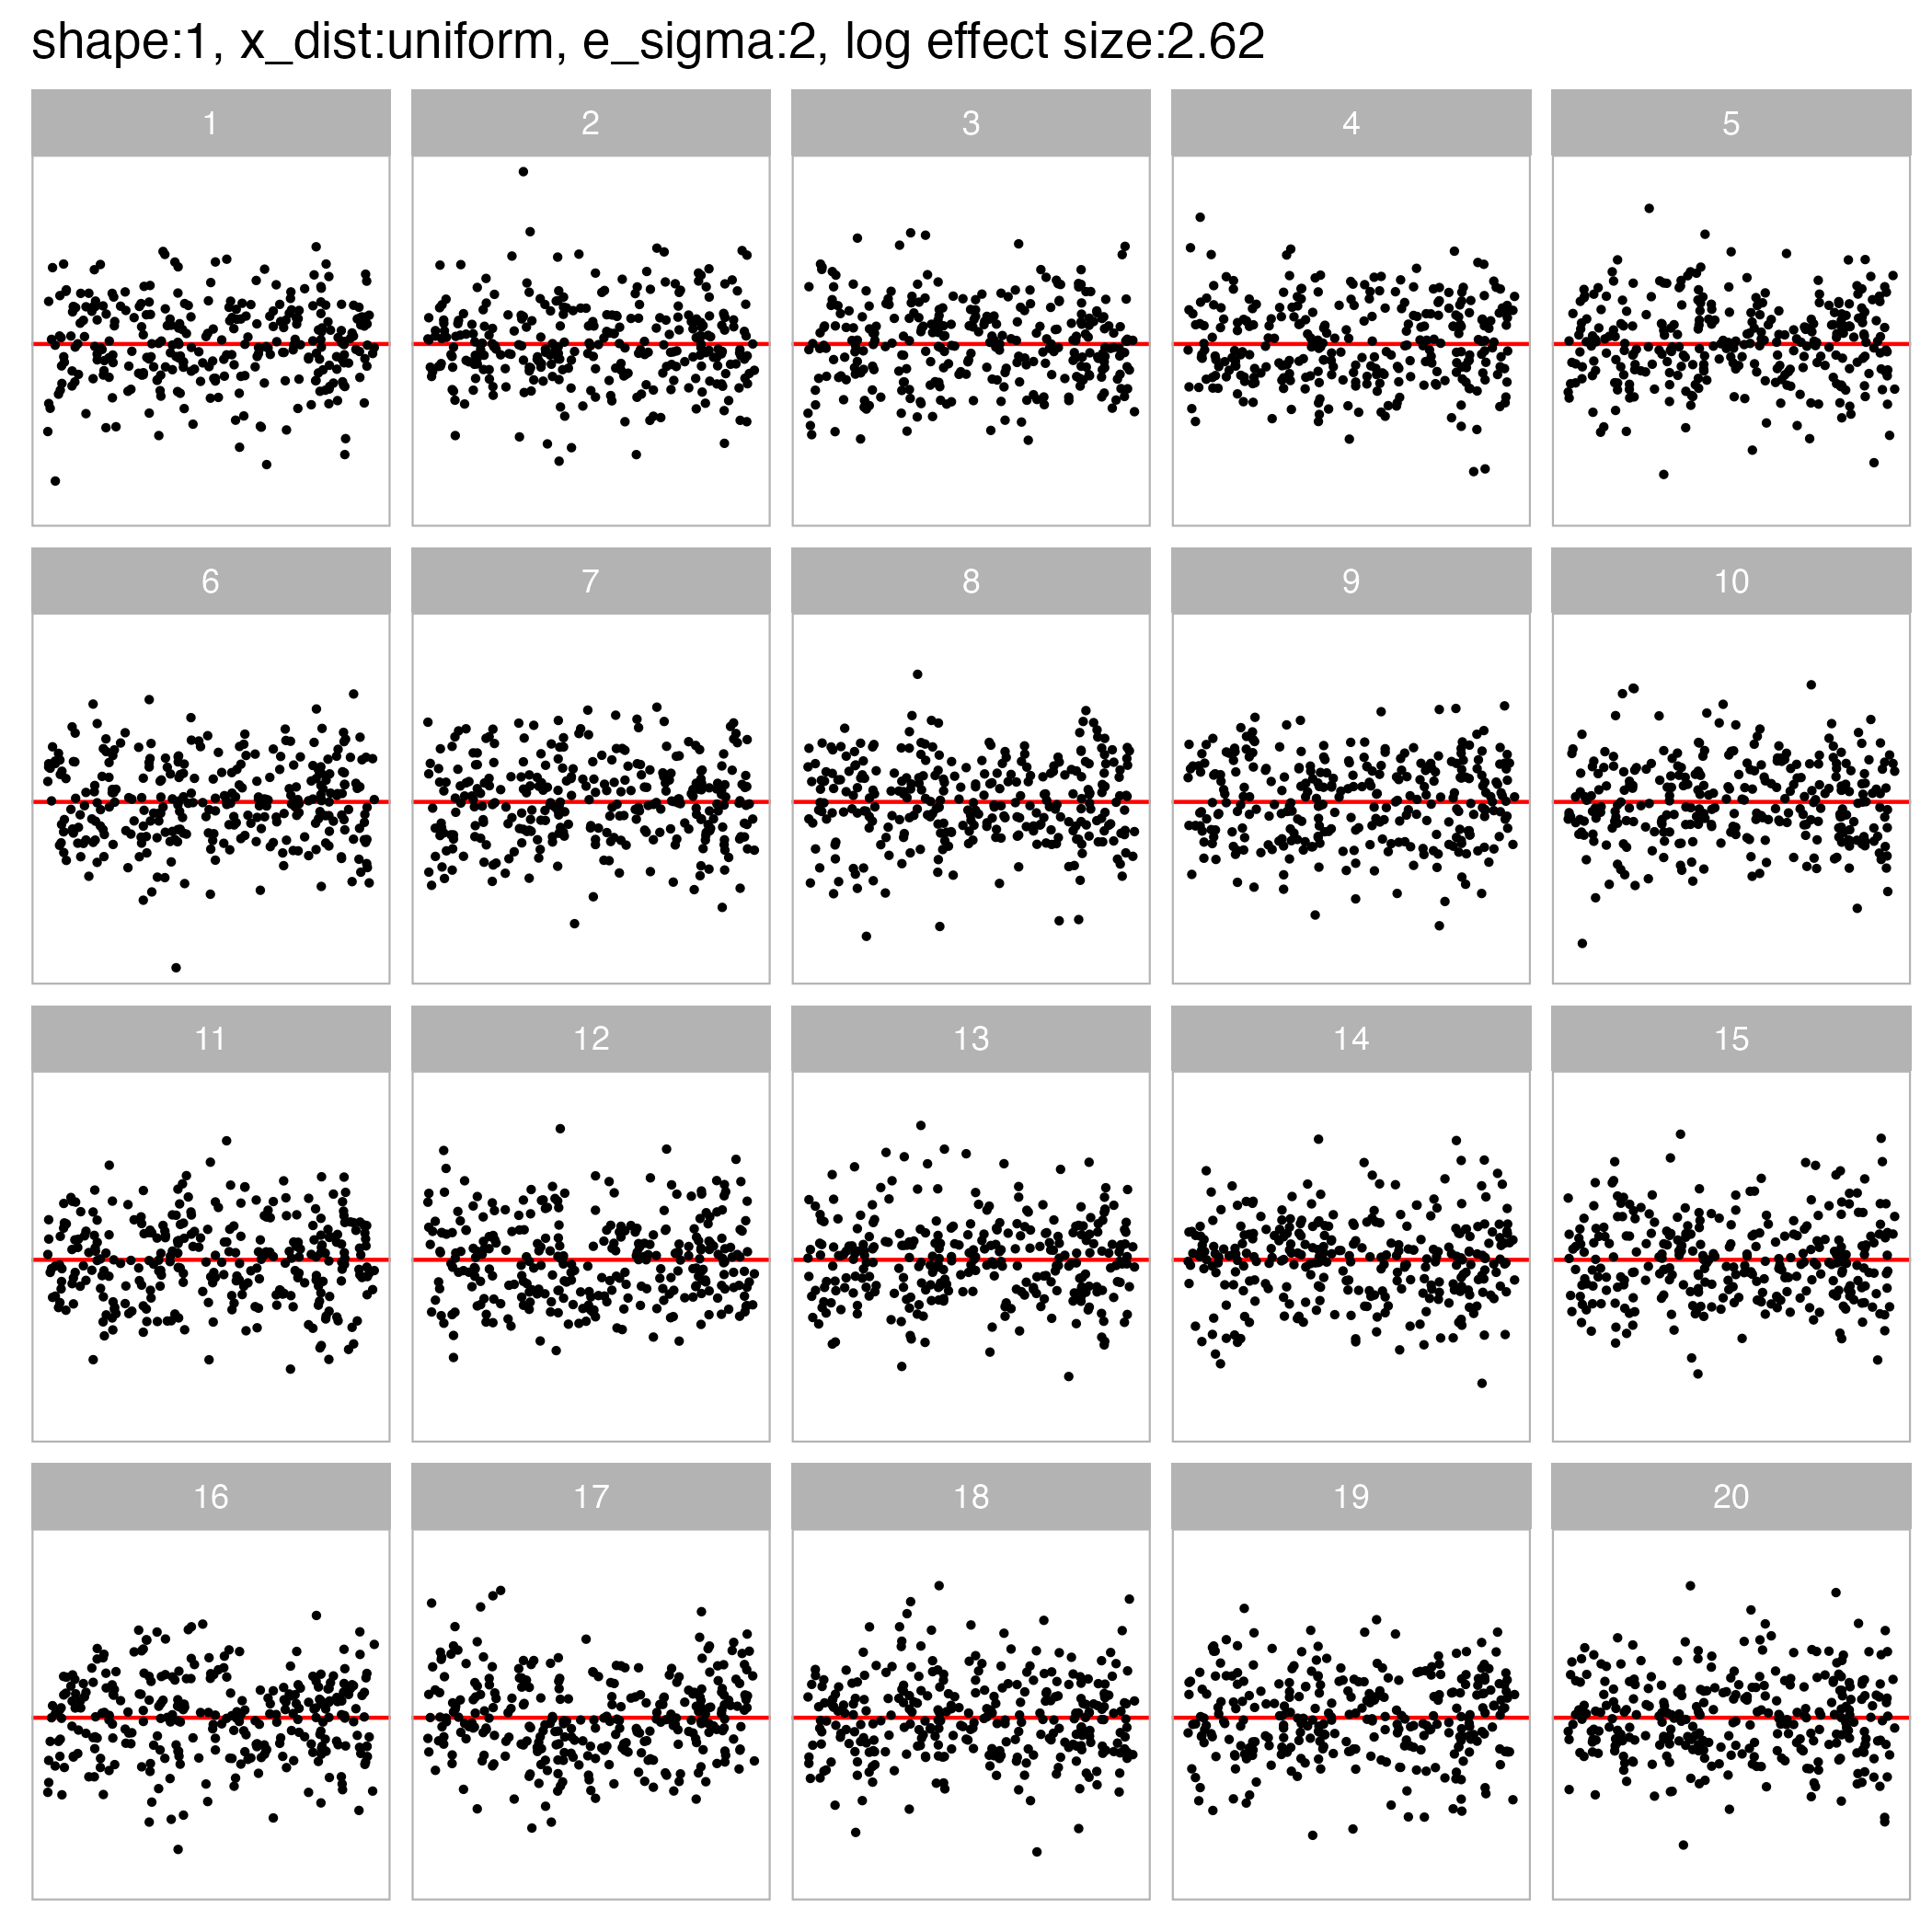 shape:1, x_dist:uniform, e_sigma:2, log effect size:2.62
1 2 3 4 5
6 7 8 9 10
11 12 13 14 15
16 17 18 19 20